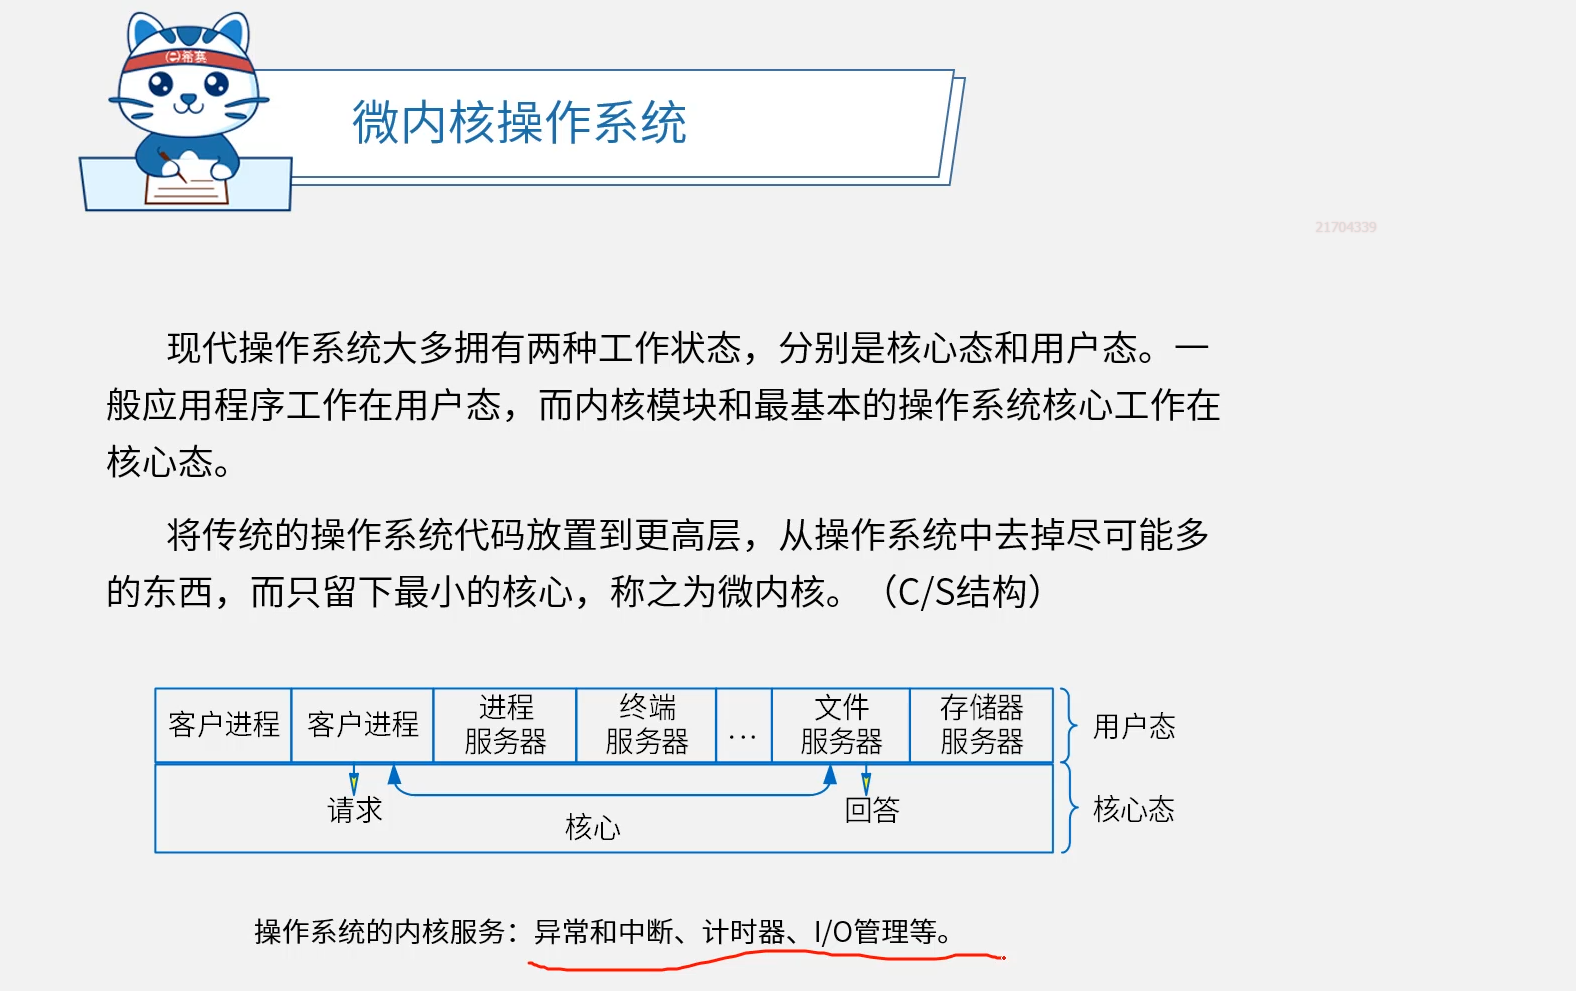 希赛
微内核操作系统
21704339
现代操作系统大多拥有两种工作状态，分别是核心态和用户态。一
般应用程序工作在用户态，而内核模块和最基本的操作系统核心工作在
核心态。
将传统的操作系统代码放置到更高层，从操作系统中去掉尽可能多
的东西，而只留下最小的核心，称之为微内核。（C/S结构）
客户进程 客户进程 进程 终端 ... 文件 存储器 用户态
服务器 服务器 服务器 服务器
请求 核心 回答 核心态
操作系统的内核服务：异常和中断、计时器、I/O管理等。